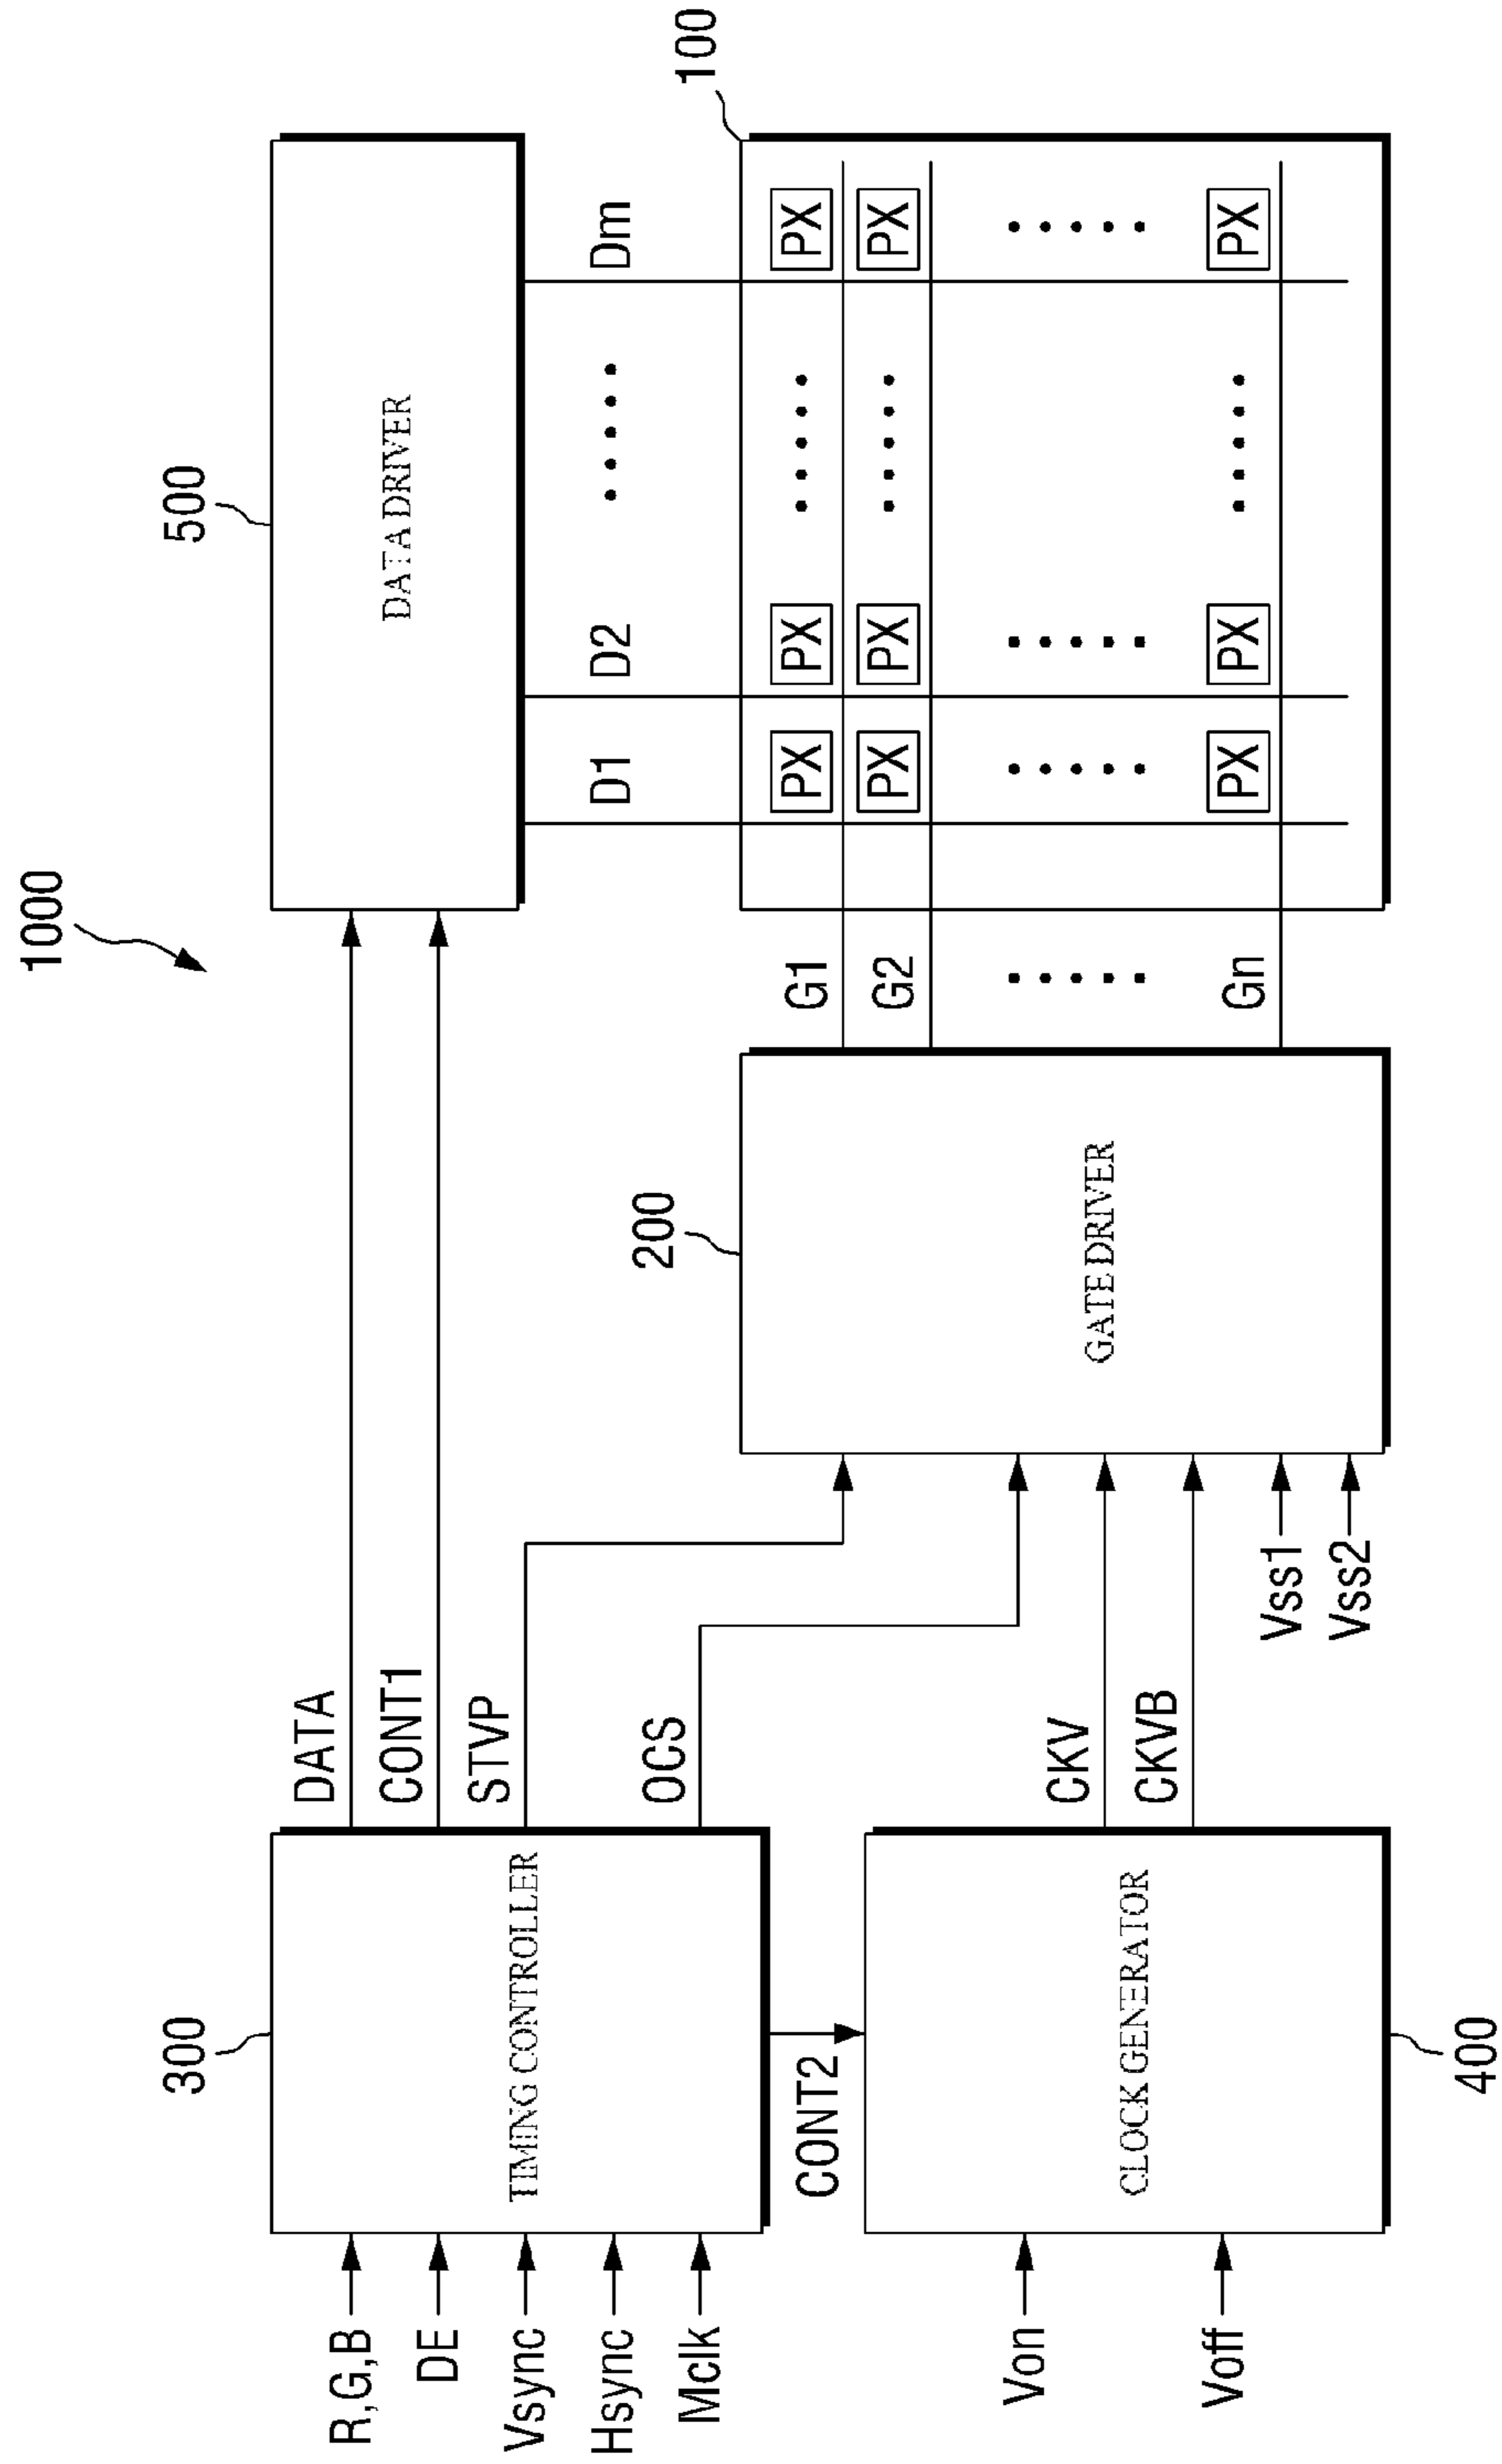 1000
300
500
R,G,B
DE
Vsync
Hsync
Mclk
TIMING CONTROLLER
DATA
CONT1
STVP
OCS
DATA DRIVER
D1
D2
Dm
200
100
CONT2
Von
Voff
CLOCK GENERATOR
CKV
CKVB
Vss1
Vss2
GATE DRIVER
G1
G2
Gn
PX PX PX
PX PX PX
PX PX PX
400